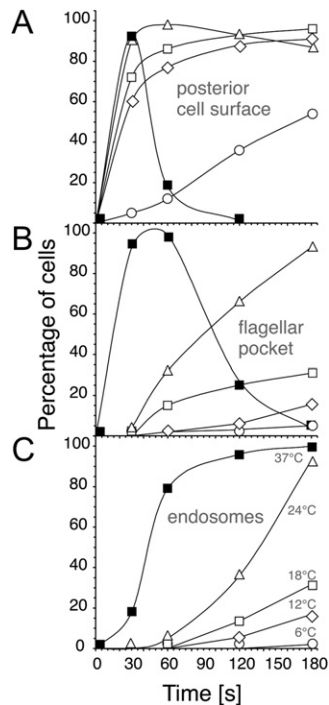 A
100
80
60
40
20
posterior
cell surface
B
100
80
60
40
20
flagellar
pocket
Percentage of cells
C
100
80
60
40
20
0
endosomes
37°C
24°C
18°C
12°C
6°C
0 30 60 90 120 150 180
Time [s]